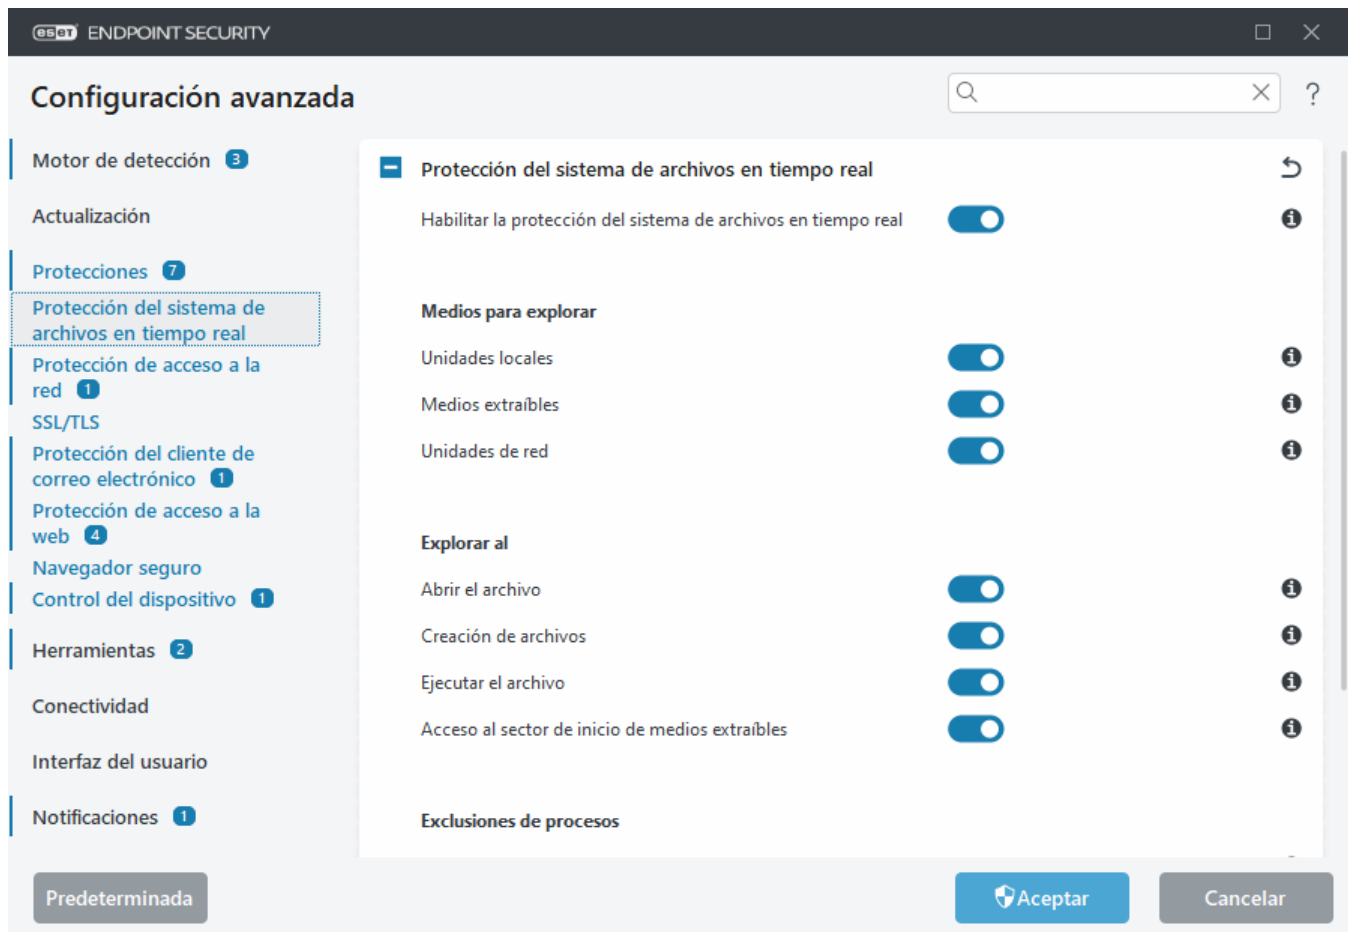 eset ENDPOINT SECURITY
Configuración avanzada
?
Motor de detección 3
Actualización
Protecciones 7
Protección del sistema de
archivos en tiempo real
Protección de acceso a la
red 1
SSL/TLS
Protección del cliente de
correo electrónico 1
Protección de acceso a la
web 4
Navegador seguro
Control del dispositivo 1
Herramientas 2
Conectividad
Interfaz del usuario
Notificaciones 1
Protección del sistema de archivos en tiempo real
Habilitar la protección del sistema de archivos en tiempo real
Medios para explorar
Unidades locales
Medios extraíbles
Unidades de red
Explorar al
Abrir el archivo
Creación de archivos
Ejecutar el archivo
Acceso al sector de inicio de medios extraíbles
Exclusiones de procesos
Predeterminada
Aceptar
Cancelar